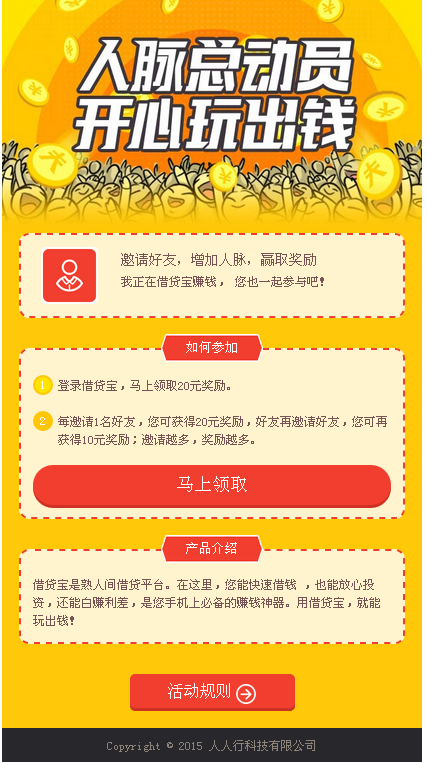 人脉总动员
开心玩出钱
邀请好友，增加人脉，赢取奖励
我正在借贷宝赚钱， 您也一起参与吧！
如何参加
1 登录借贷宝，马上领取20元奖励。
2 每邀请1名好友，您可获得20元奖励，好友再邀请好友，您可再
获得10元奖励；邀请越多，奖励越多。
马上领取
产品介绍
借贷宝是熟人间借贷平台。在这里，您能快速借钱 ，也能放心投
资，还能白赚利差，是您手机上必备的赚钱神器。用借贷宝，就能
玩出钱！
活动规则
Copyright © 2015 人人行科技有限公司